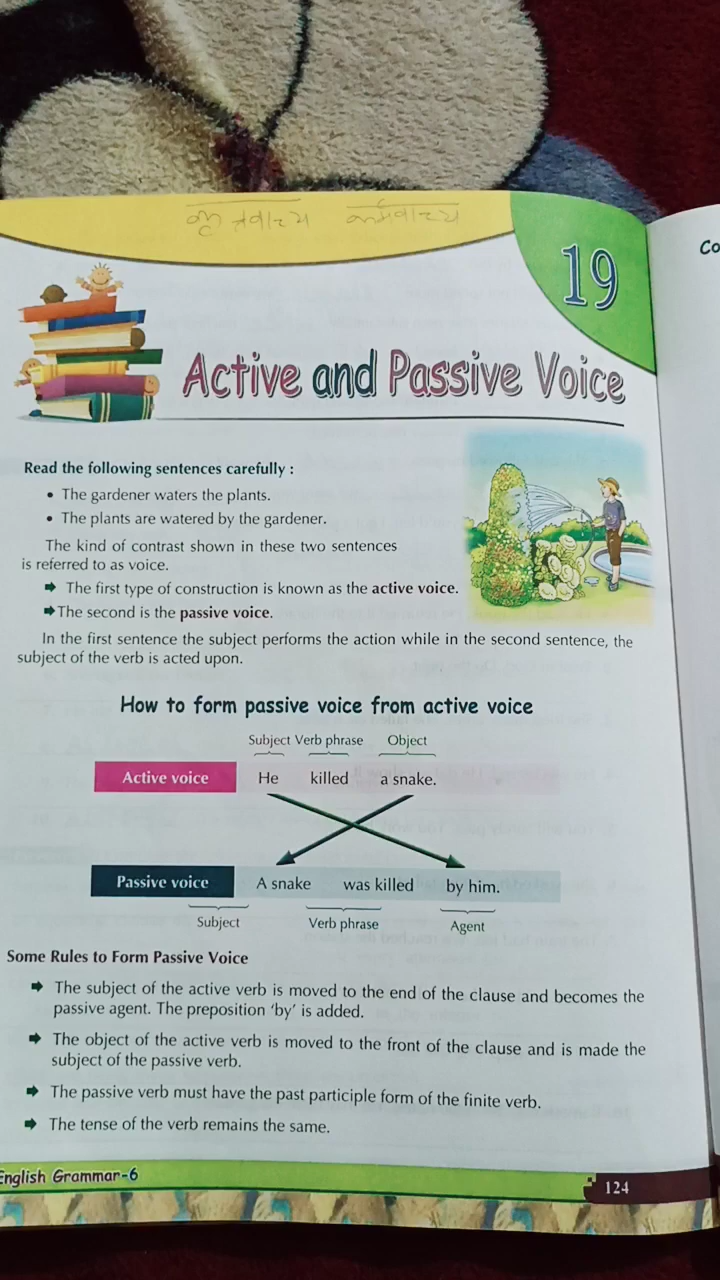 कर्तृवाच्य कर्मवाच्य
19
Co
Active and Passive Voice
Read the following sentences carefully :
• The gardener waters the plants.
• The plants are watered by the gardener.
The kind of contrast shown in these two sentences
is referred to as voice.
➡ The first type of construction is known as the active voice.
➡ The second is the passive voice.
In the first sentence the subject performs the action while in the second sentence, the
subject of the verb is acted upon.
How to form passive voice from active voice
Subject Verb phrase Object
Active voice He killed a snake.
Passive voice A snake was killed by him.
Subject Verb phrase Agent
Some Rules to Form Passive Voice
➡ The subject of the active verb is moved to the end of the clause and becomes the
passive agent. The preposition ‘by’ is added.
➡ The object of the active verb is moved to the front of the clause and is made the
subject of the passive verb.
➡ The passive verb must have the past participle form of the finite verb.
➡ The tense of the verb remains the same.
English Grammar-6
124